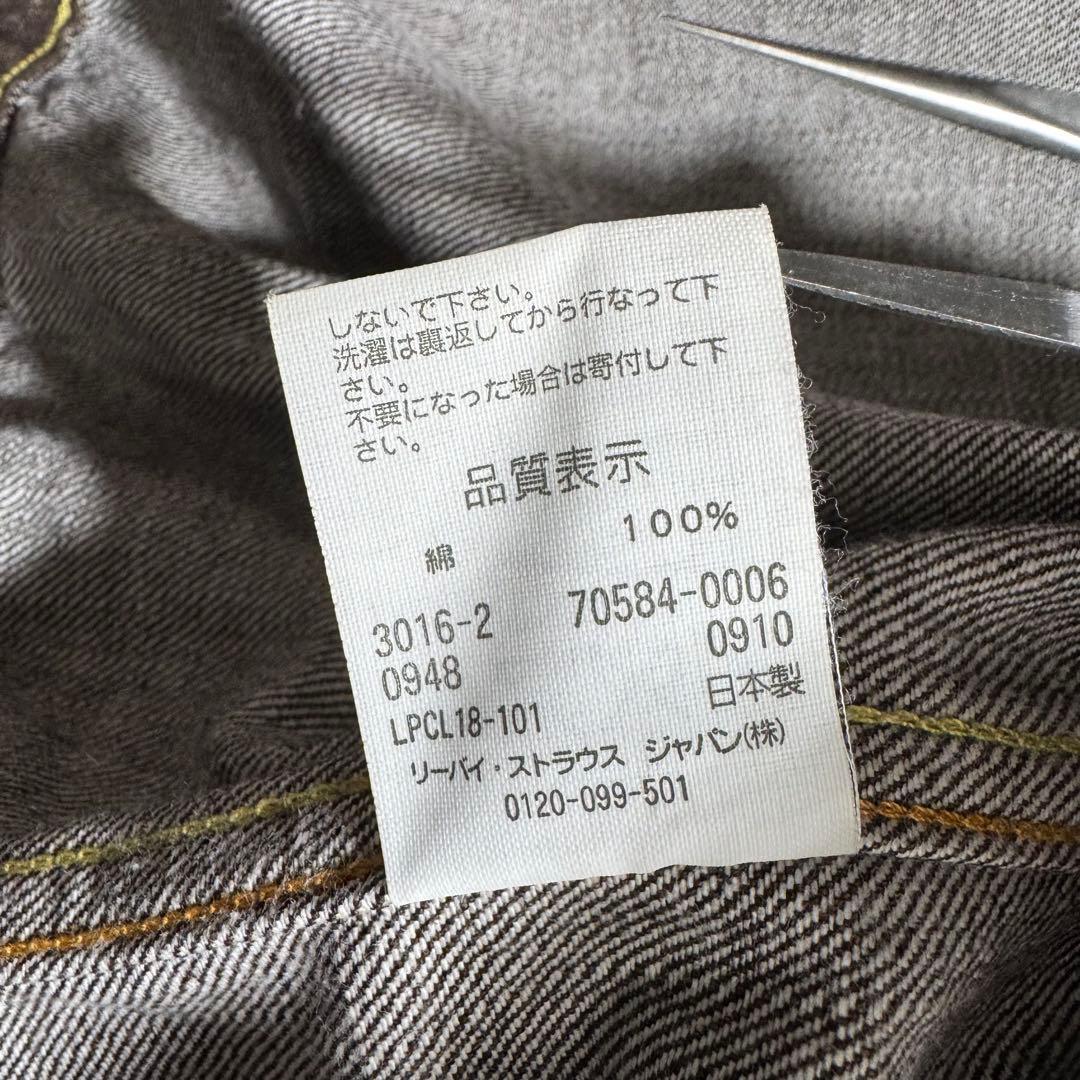 しないで下さい。
洗濯は裏返してから行なって下
さい。
不要になった場合は寄付して下
さい。
品質表示
綿 100%
3016-2 70584-0006
0948 0910
LPCL18-101 日本製
リーバイ・ストラウス ジャパン(株)
0120-099-501